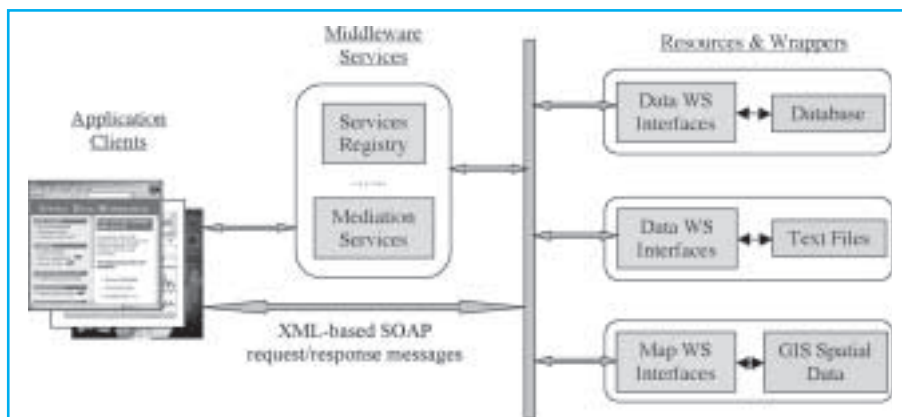 Middleware
Services
Resources & Wrappers
Application
Clients
Services
Registry
......
Mediation
Services
Data WS
Interfaces
Database
Data WS
Interfaces
Text Files
Map WS
Interfaces
GIS Spatial
Data
XML-based SOAP
request/response messages